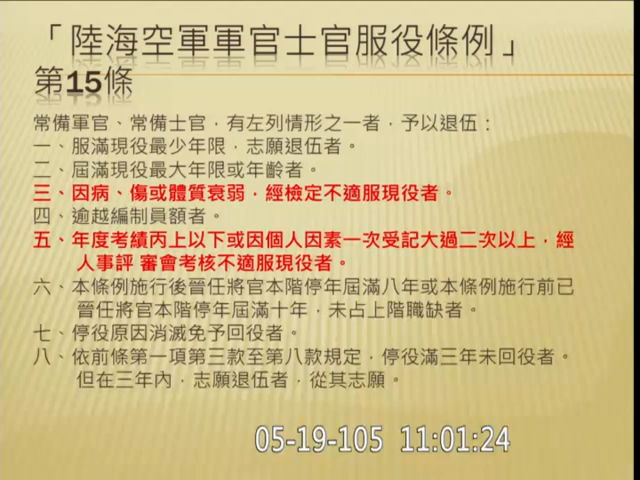 「陸海空軍軍官士官服役條例」
第15條
常備軍官、常備士官，有左列情形之一者，予以退伍：
一、服滿現役最少年限，志願退伍者。
二、屆滿現役最大年限或年齡者。
三、因病、傷或體質衰弱，經檢定不適服現役者。
四、逾越編制員額者。
五、年度考績丙上以下或因個人因素一次受記大過二次以上，經
人事評 審會考核不適服現役者。
六、本條例施行後晉任將官本階停年屆滿八年或本條例施行前已
晉任將官本階停年屆滿十年，未占上階職缺者。
七、停役原因消滅免予回役者。
八、依前條第一項第三款至第八款規定，停役滿三年未回役者。
但在三年內，志願退伍者，從其志願。
05-19-105 11:01:24